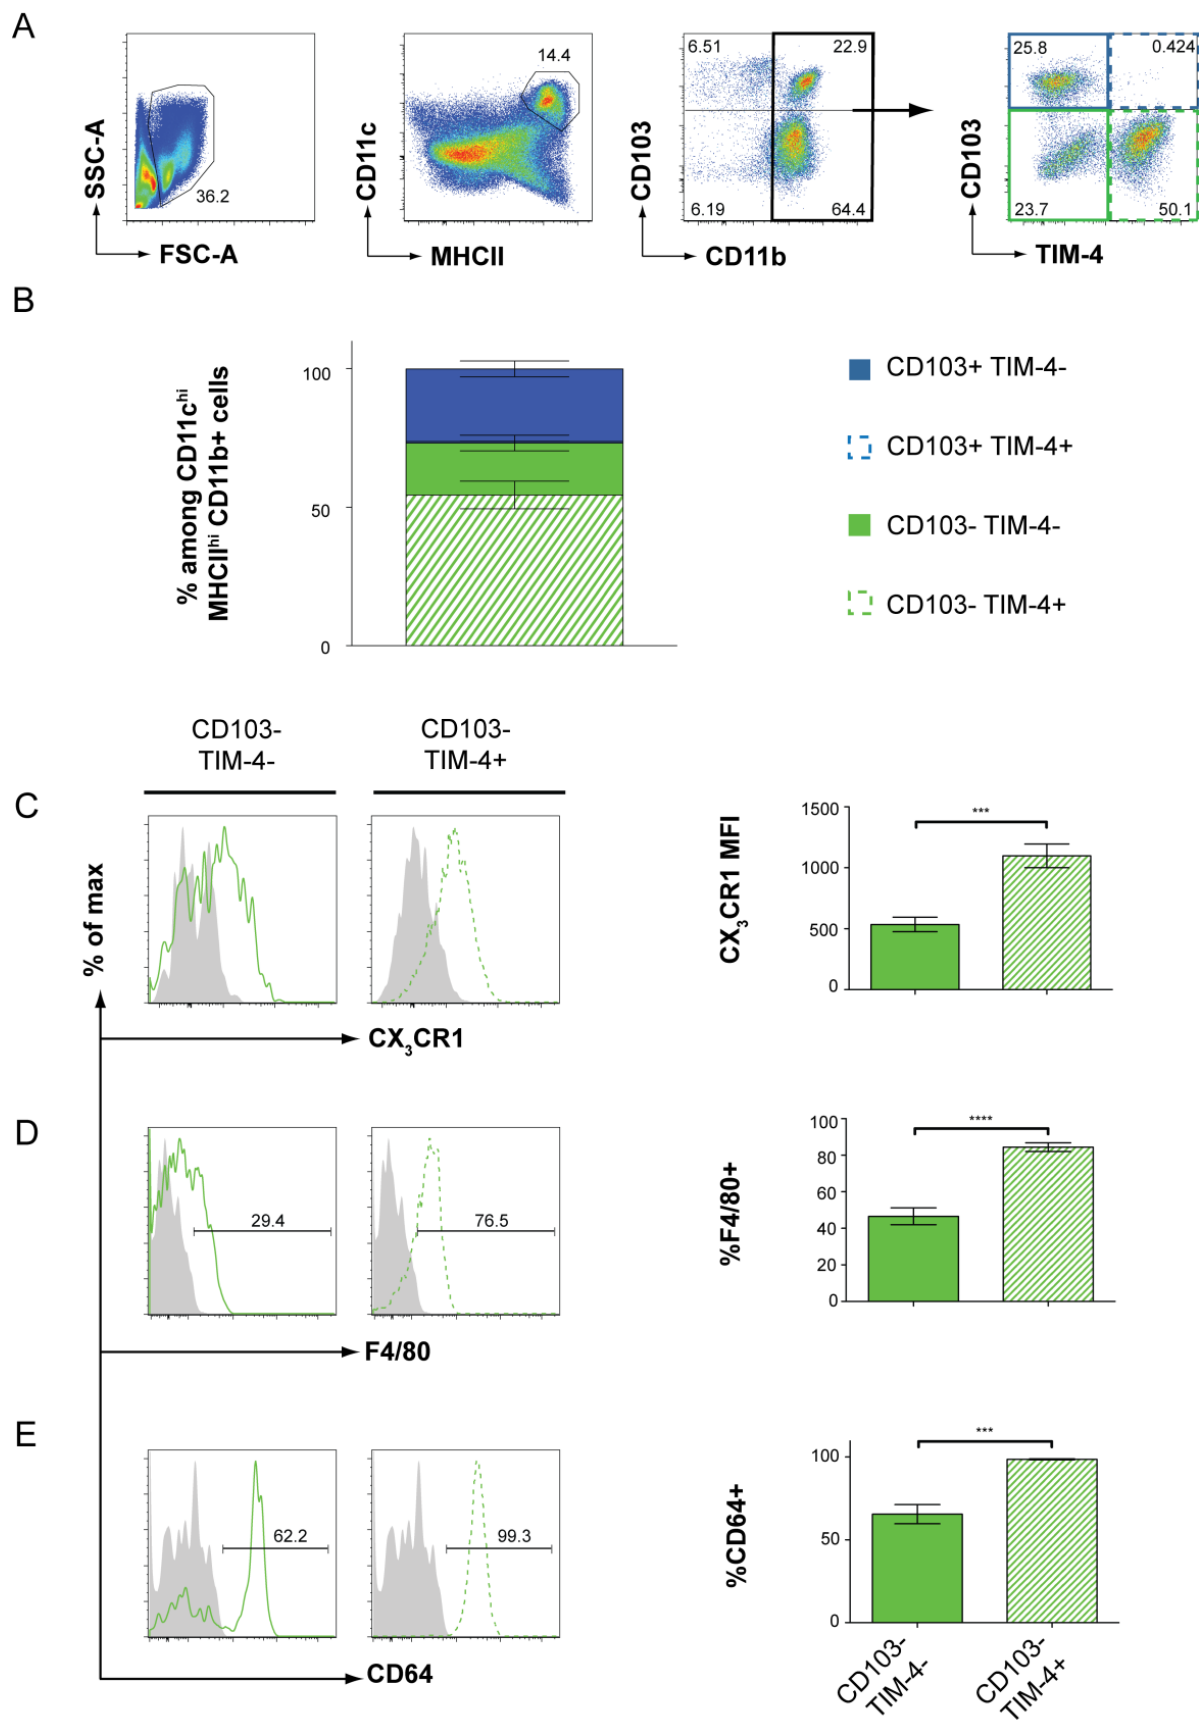 A
SSC-A
36.2
FSC-A
CD11c
14.4
MHCII
CD103
6.51
22.9
6.19
64.4
CD11b
CD103
25.8
0.424
23.7
50.1
TIM-4
B
% among CD11c^hi
MHCII^hi CD11b+ cells
100
50
0
CD103+ TIM-4-
CD103+ TIM-4+
CD103- TIM-4-
CD103- TIM-4+
CD103-
TIM-4-
CD103-
TIM-4+
C
% of max
CX₃CR1
CX₃CR1 MFI
1500
1000
500
0
***
D
29.4
76.5
F4/80
%F4/80+
100
80
60
40
20
0
****
E
62.2
99.3
CD64
%CD64+
100
50
0
***
CD103-
TIM-4-
CD103-
TIM-4+